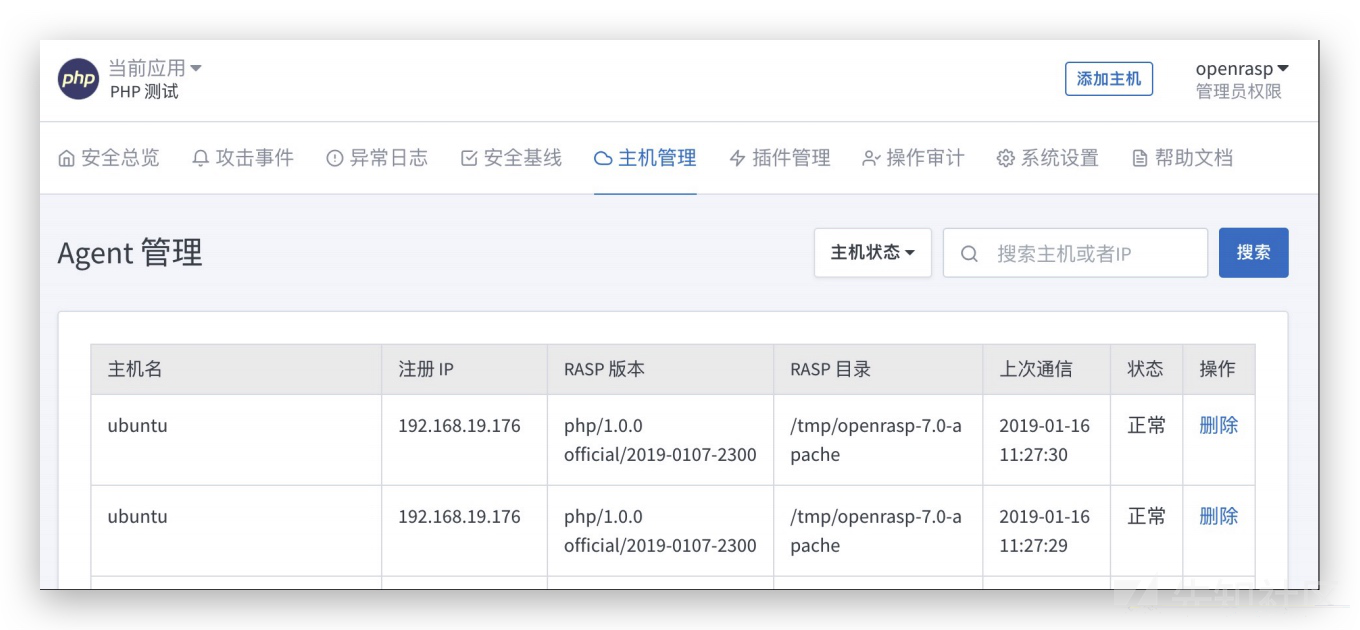 php 当前应用
PHP 测试
添加主机
openrasp
管理员权限
安全总览 攻击事件 异常日志 安全基线 主机管理 插件管理 操作审计 系统设置 帮助文档
Agent 管理
主机状态 搜索主机或者IP 搜索
主机名 注册 IP RASP 版本 RASP 目录 上次通信 状态 操作
ubuntu 192.168.19.176 php/1.0.0 /tmp/openrasp-7.0-a 2019-01-16 正常 删除
official/2019-0107-2300 pache 11:27:30
ubuntu 192.168.19.176 php/1.0.0 /tmp/openrasp-7.0-a 2019-01-16 正常 删除
official/2019-0107-2300 pache 11:27:29